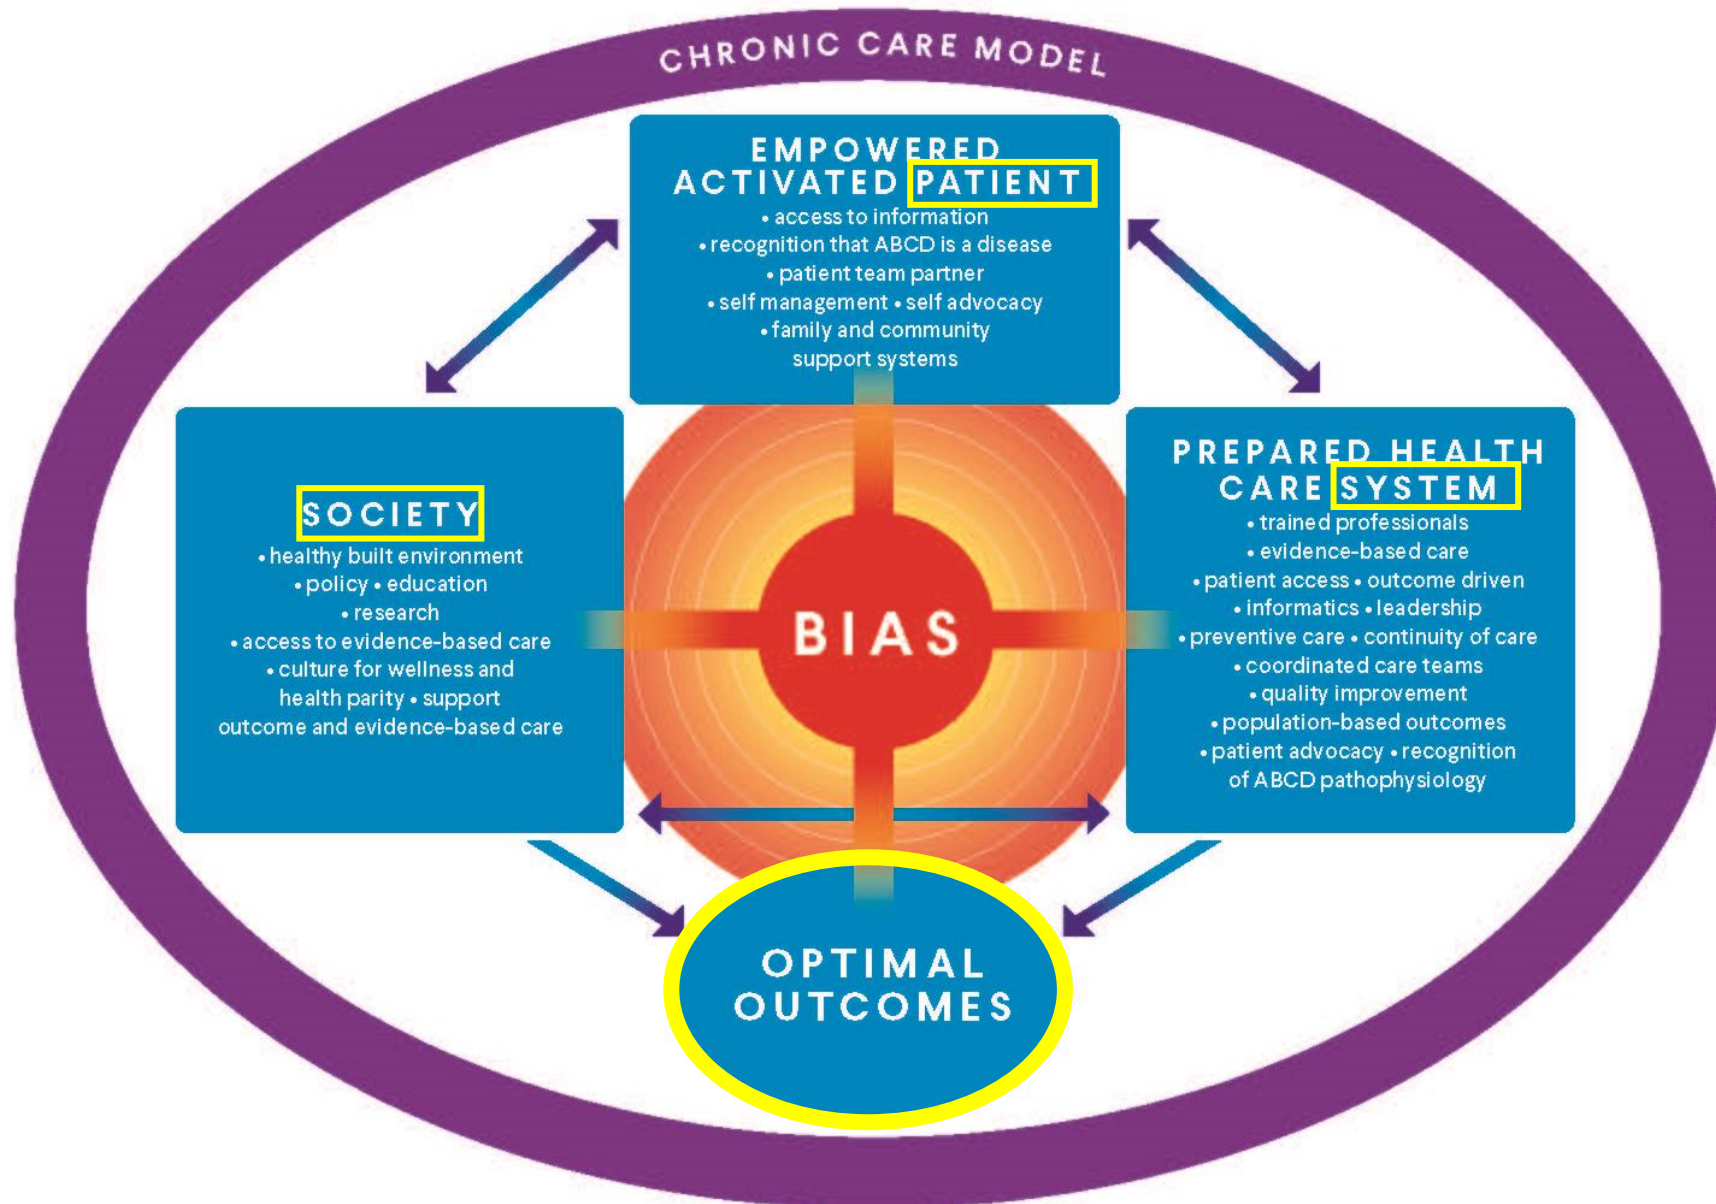 CHRONIC CARE MODEL
EMPOWERED
ACTIVATED PATIENT
• access to information
• recognition that ABCD is a disease
• patient team partner
• self management • self advocacy
• family and community
support systems
SOCIETY
• healthy built environment
• policy • education
• research
• access to evidence-based care
• culture for wellness and
health parity • support
outcome and evidence-based care
BIAS
PREPARED HEALTH
CARE SYSTEM
• trained professionals
• evidence-based care
• patient access • outcome driven
• informatics • leadership
• preventive care • continuity of care
• coordinated care teams
• quality improvement
• population-based outcomes
• patient advocacy • recognition
of ABCD pathophysiology
OPTIMAL
OUTCOMES